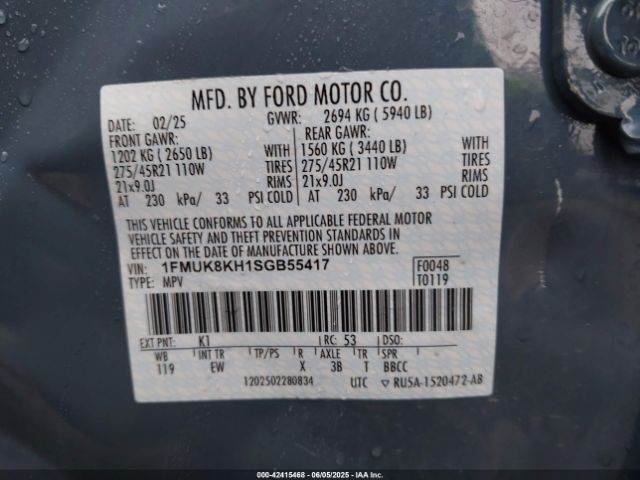 MFD. BY FORD MOTOR CO.
DATE: 02/25 GVWR: 2694 KG ( 5940 LB)
FRONT GAWR: REAR GAWR:
1202 KG ( 2650 LB) WITH 1560 KG ( 3440 LB) WITH
275/45R21 110W TIRES 275/45R21 110W TIRES
21x9.0J RIMS 21x9.0J RIMS
AT 230 kPa/ 33 PSI COLD AT 230 kPa/ 33 PSI COLD
THIS VEHICLE CONFORMS TO ALL APPLICABLE FEDERAL MOTOR
VEHICLE SAFETY AND THEFT PREVENTION STANDARDS IN
EFFECT ON THE DATE OF MANUFACTURE SHOWN ABOVE.
VIN: 1FMUK8KH1SGB55417 F0048
TYPE: MPV T0119
EXT PNT: K1 RC: 53 DSO:
WB INT TR TP/PS R AXLE TR SPR
119 EW X 3B T BBCC
1202502280834 UTC ▽ RU5A-1520472-AB
000-42415468 - 06/05/2025 - IAAI.COM